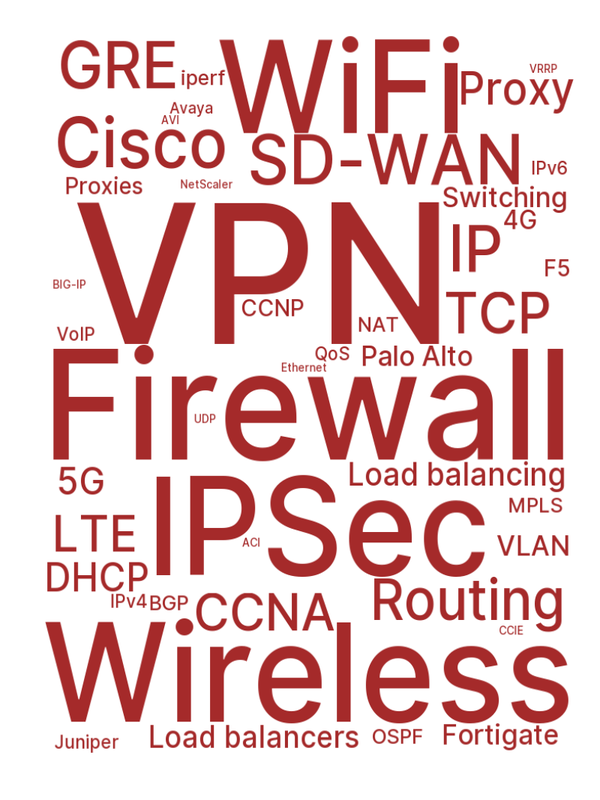 GRE
iperf
WiFi
VRRP
Proxy
Avaya
AVI
Cisco
SD-WAN
IPv6
Proxies
NetScaler
Switching
VPN
4G
IP
F5
BIG-IP
CCNP
TCP
NAT
VoIP
QoS
Palo Alto
Ethernet
Firewall
UDP
5G
Load balancing
IPSec
MPLS
LTE
ACI
VLAN
DHCP
IPv4
BGP
CCNA
Routing
CCIE
Wireless
Juniper
Load balancers
OSPF
Fortigate